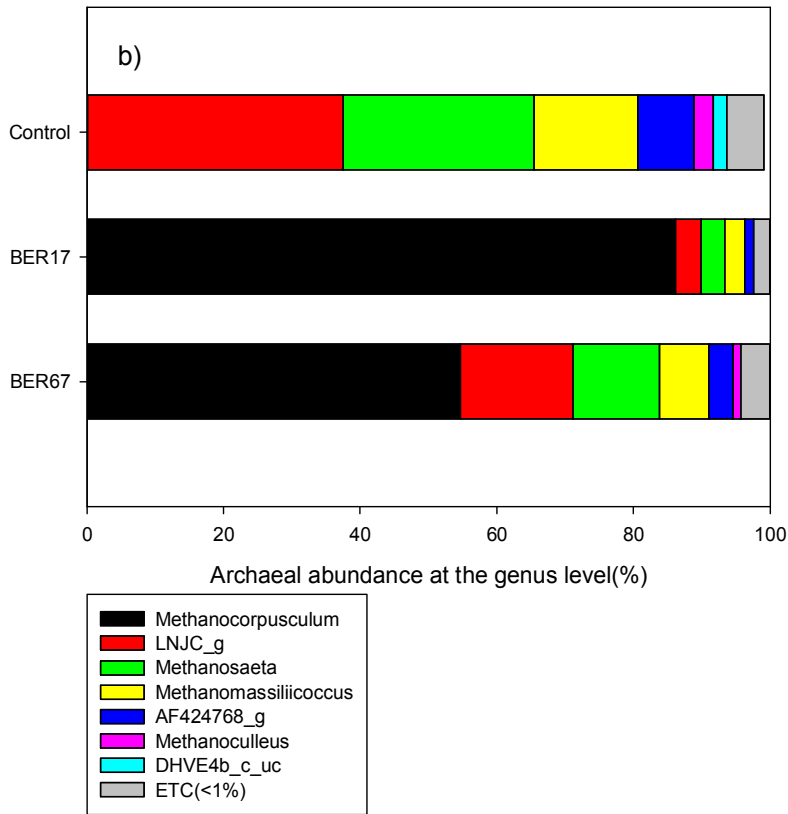 b)
Control
BER17
BER67
0 20 40 60 80 100
Archaeal abundance at the genus level(%)
Methanocorpusculum
LNJC_g
Methanosaeta
Methanomassiliicoccus
AF424768_g
Methanoculleus
DHVE4b_c_uc
ETC(<1%)